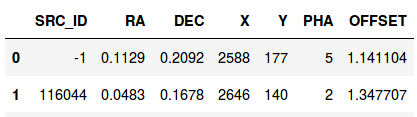 SRC_ID RA DEC X Y PHA OFFSET
0 -1 0.1129 0.2092 2588 177 5 1.141104
1 116044 0.0483 0.1678 2646 140 2 1.347707